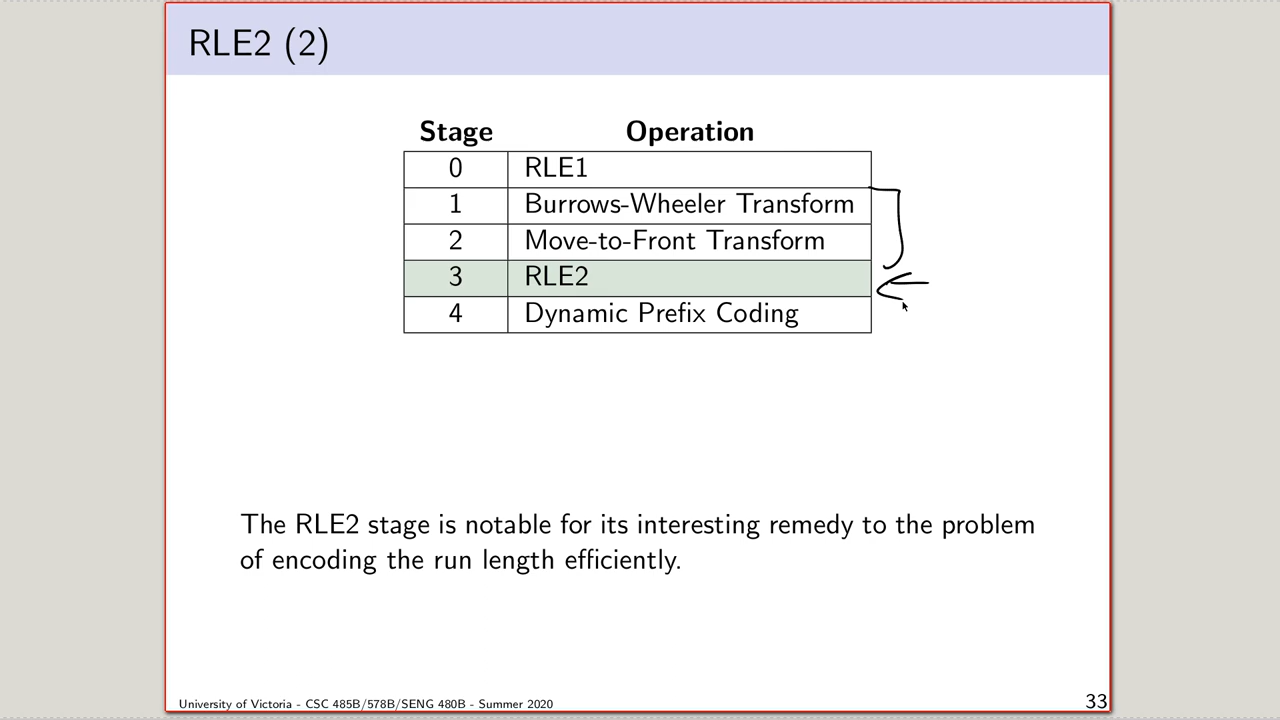 RLE2 (2)
Stage Operation
0 RLE1
1 Burrows-Wheeler Transform
2 Move-to-Front Transform
3 RLE2
4 Dynamic Prefix Coding
The RLE2 stage is notable for its interesting remedy to the problem
of encoding the run length efficiently.
University of Victoria - CSC 485B/578B/SENG 480B - Summer 2020 33